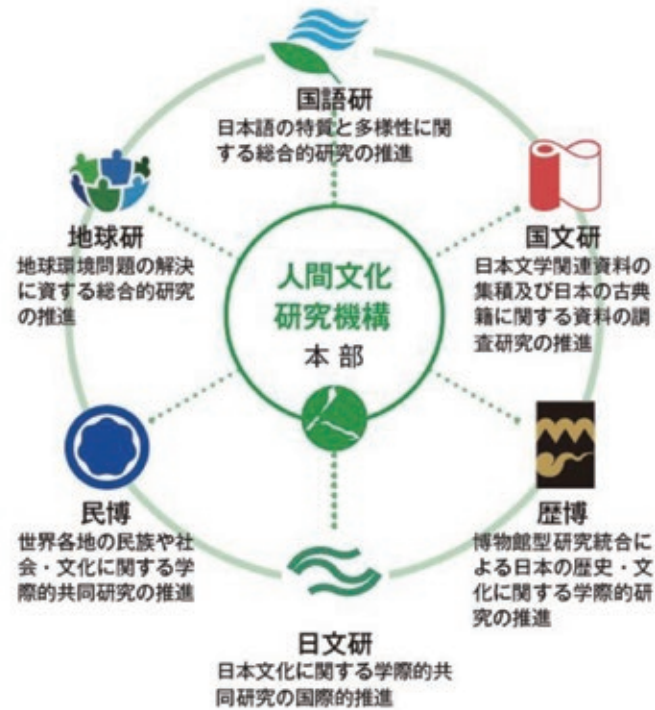 国語研
日本語の特質と多様性に関
する総合的研究の推進
国文研
日本文学関連資料の
集積及び日本の古典
籍に関する資料の調
査研究の推進
歴博
博物館型研究統合に
よる日本の歴史・文
化に関する学際的研
究の推進
日文研
日本文化に関する学際的共
同研究の国際的推進
民博
世界各地の民族や社
会・文化に関する学
際的共同研究の推進
地球研
地球環境問題の解決
に資する総合的研究
の推進
人間文化
研究機構
本部